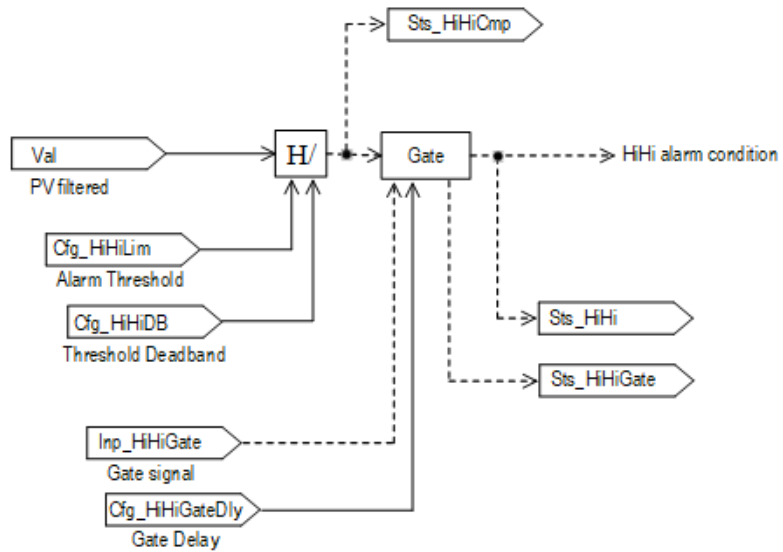 Sts_HiHiCmp
Val
PV filtered
H/
Gate
HiHi alarm condition
Cfg_HiHiLim
Alarm Threshold
Cfg_HiHiDB
Threshold Deadband
Sts_HiHi
Sts_HiHiGate
Inp_HiHiGate
Gate signal
Cfg_HiHiGateDly
Gate Delay